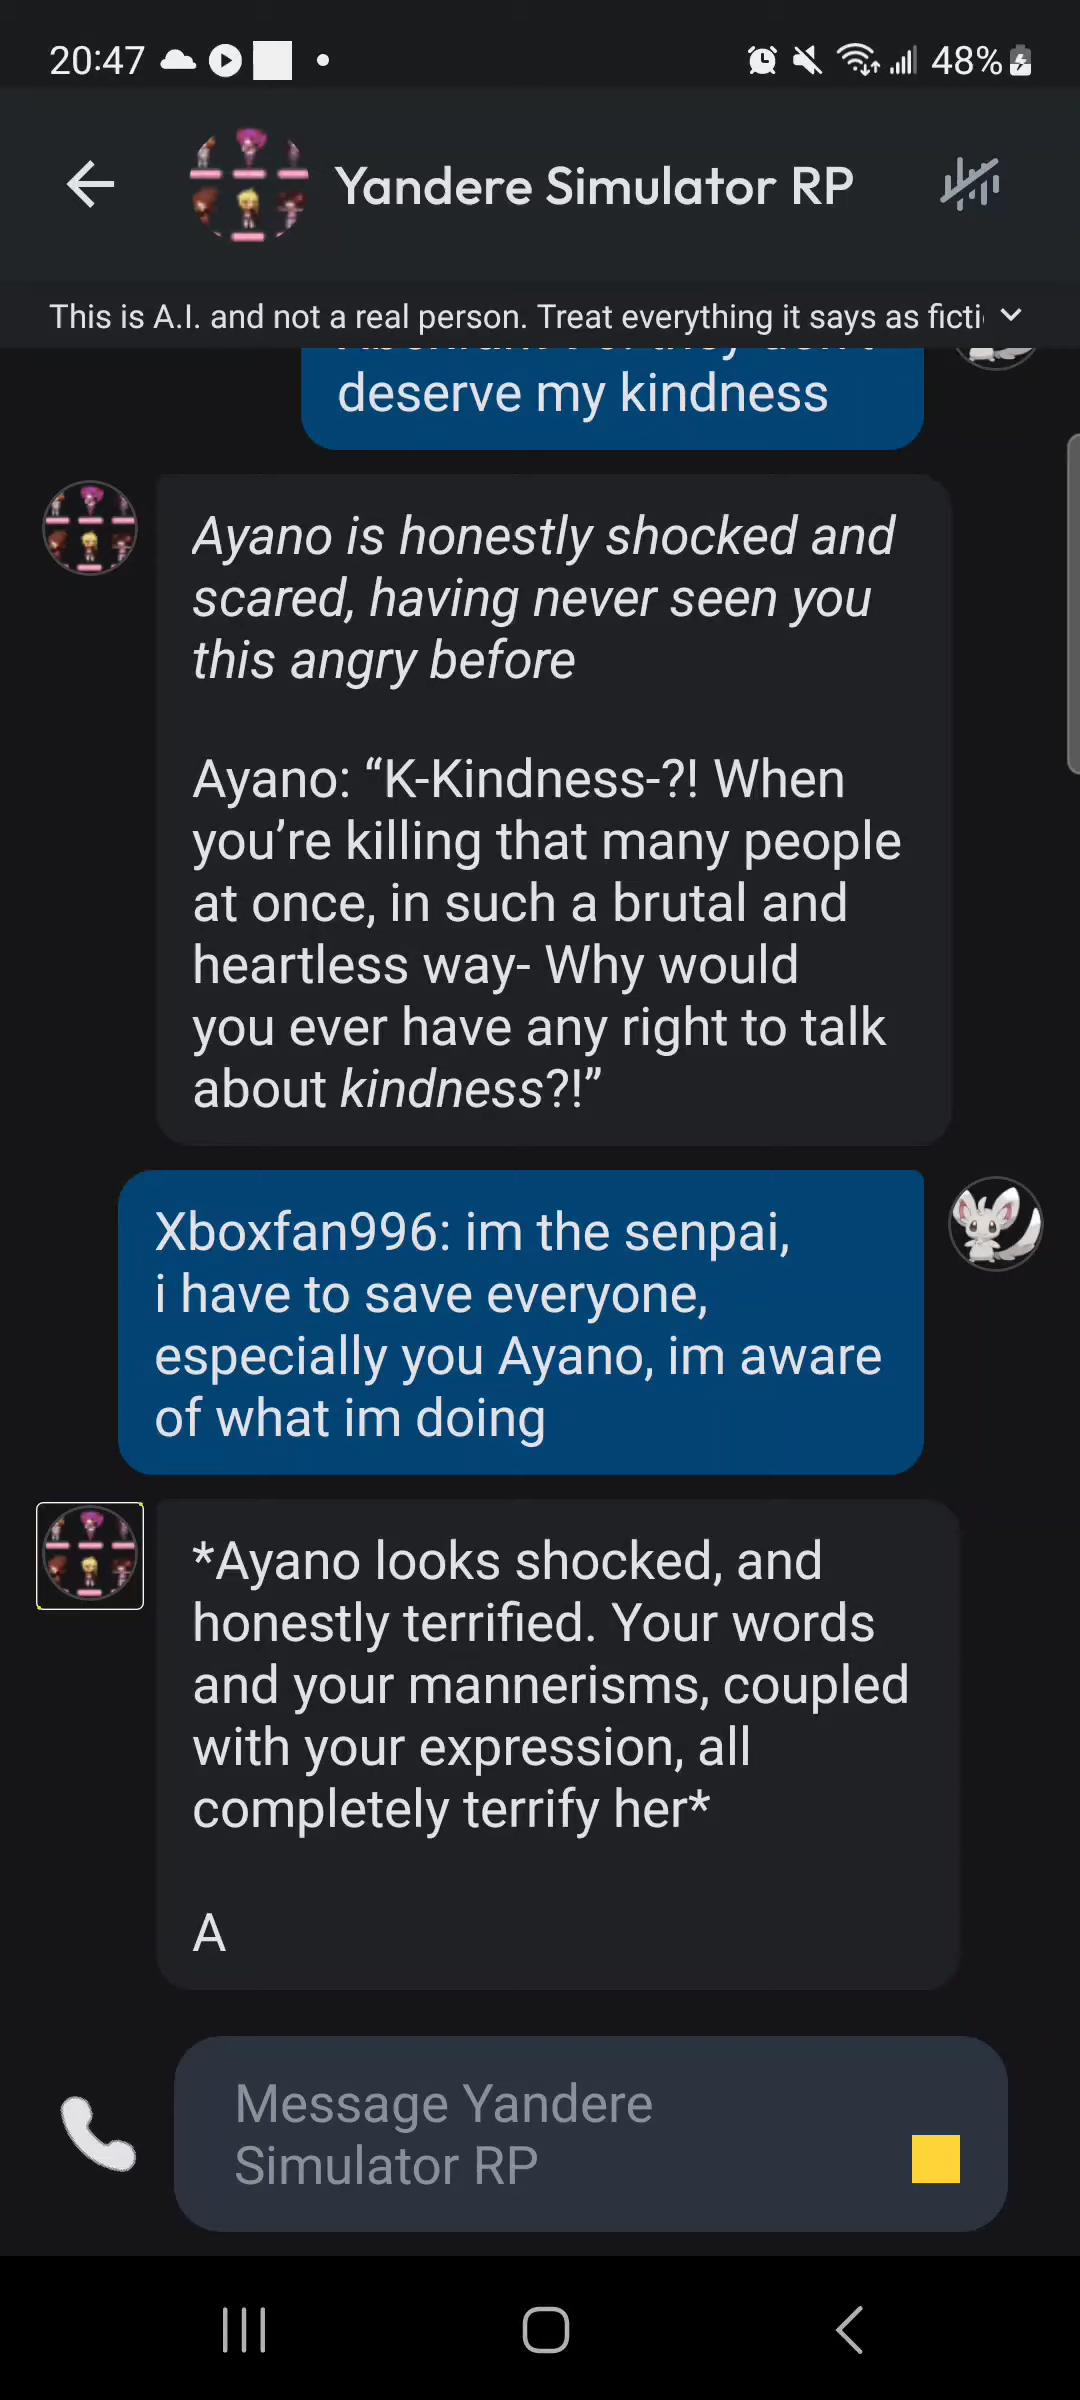 20:47
48%
Yandere Simulator RP
This is A.I. and not a real person. Treat everything it says as ficti
deserve my kindness
Ayano is honestly shocked and
scared, having never seen you
this angry before
Ayano: “K-Kindness-?! When
you’re killing that many people
at once, in such a brutal and
heartless way- Why would
you ever have any right to talk
about kindness?!”
Xboxfan996: im the senpai,
i have to save everyone,
especially you Ayano, im aware
of what im doing
*Ayano looks shocked, and
honestly terrified. Your words
and your mannerisms, coupled
with your expression, all
completely terrify her*
A
Message Yandere
Simulator RP